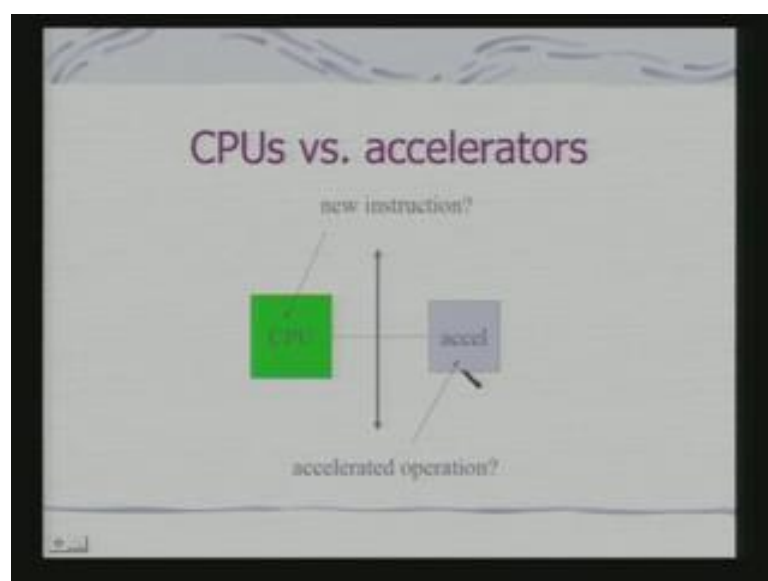 CPUs vs. accelerators
new instruction?
CPU
accel
accelerated operation?